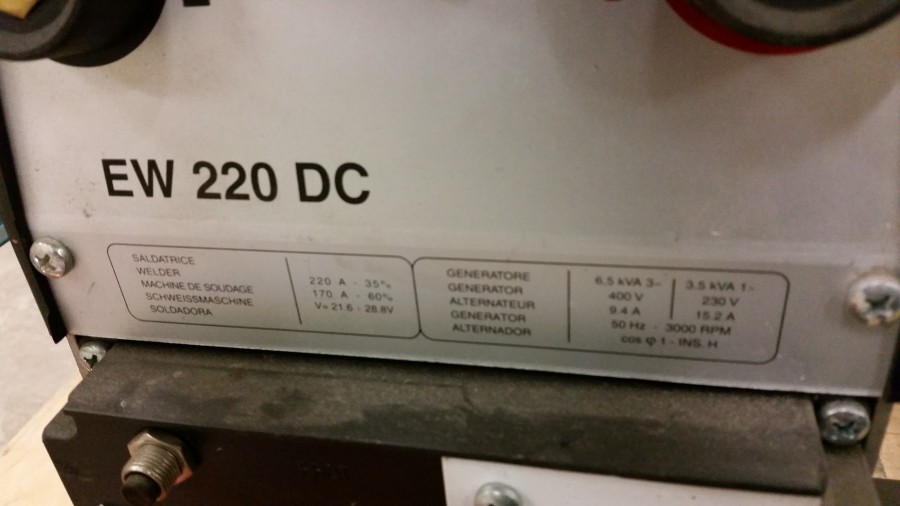 EW 220 DC
SALDATRICE
WELDER
MACHINE DE SOUDAGE
SCHWEISSMASCHINE
SOLDADORA
220 A - 35%
170 A - 60%
V= 21.6 - 28.8V
GENERATORE
GENERATOR
ALTERNATEUR
GENERATOR
ALTERNADOR
6,5 kVA 3~ 3.5 kVA 1~
400 V 230 V
9.4 A 15.2 A
50 Hz - 3000 RPM
cos φ 1 - INS. H